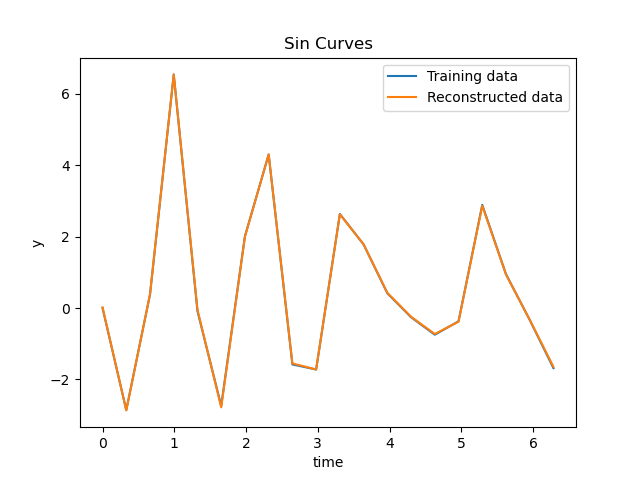 Sin Curves
Training data
Reconstructed data
6
4
2
0
−2
y
0 1 2 3 4 5 6
time